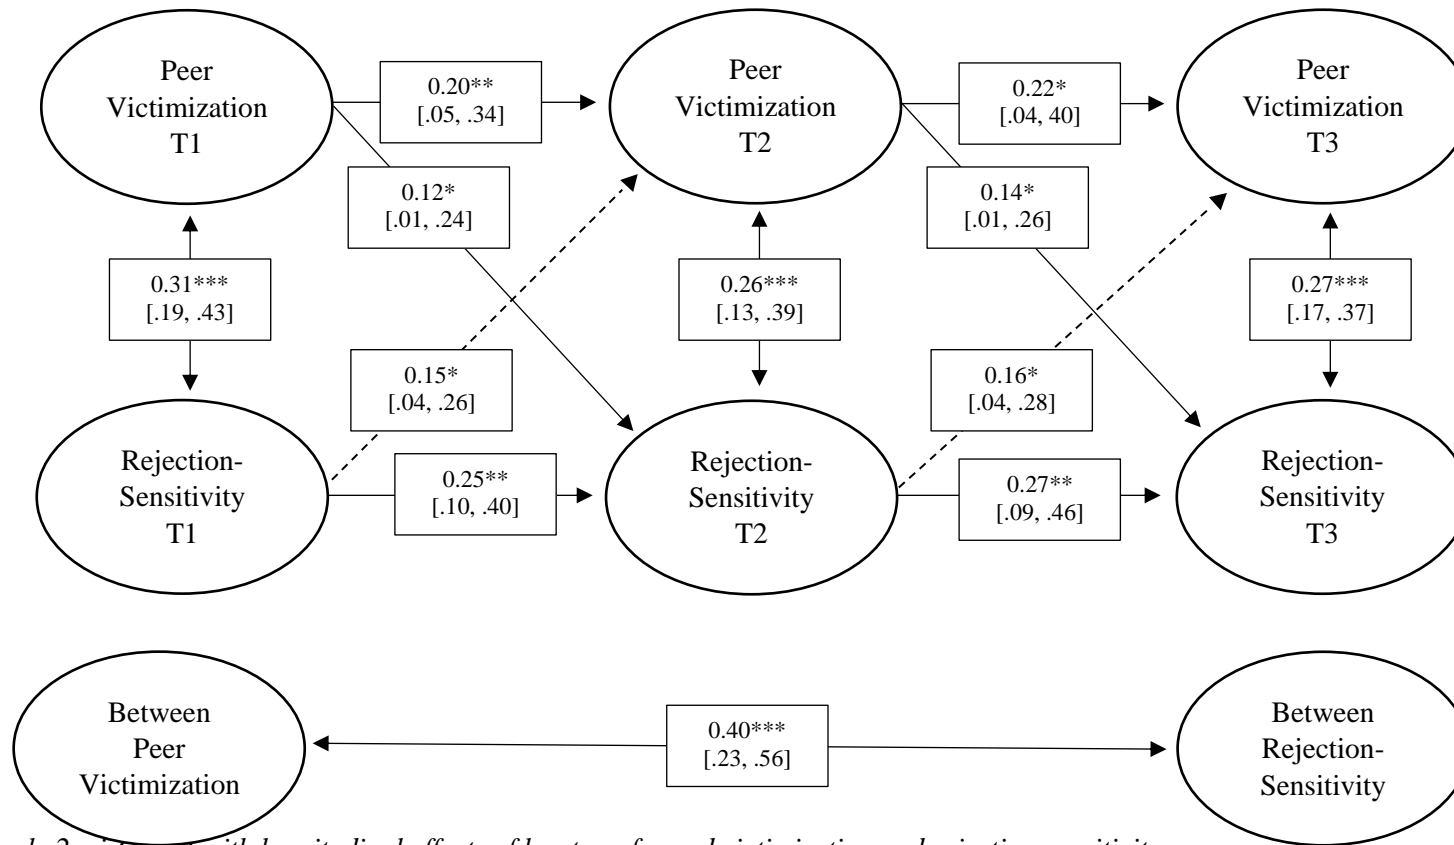 Peer
Victimization
T1
0.20**
[.05, .34]
Peer
Victimization
T2
0.22*
[.04, 40]
Peer
Victimization
T3
0.12*
[.01, .24]
0.14*
[.01, .26]
0.31***
[.19, .43]
0.26***
[.13, .39]
0.27***
[.17, .37]
0.15*
[.04, .26]
0.16*
[.04, .28]
Rejection-
Sensitivity
T1
0.25**
[.10, .40]
Rejection-
Sensitivity
T2
0.27**
[.09, .46]
Rejection-
Sensitivity
T3
Between
Peer
Victimization
0.40***
[.23, .56]
Between
Rejection-
Sensitivity